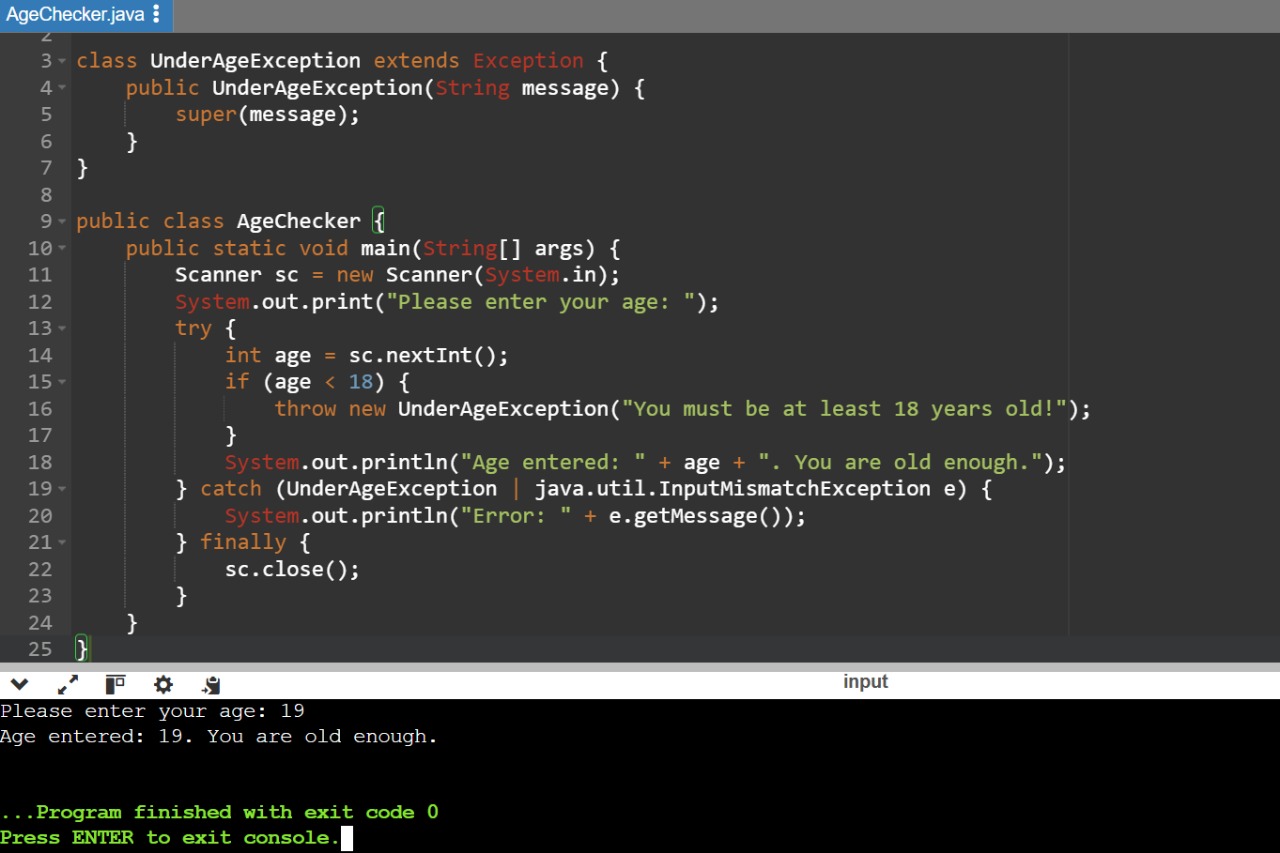 AgeChecker.java
2
3 class UnderAgeException extends Exception {
4     public UnderAgeException(String message) {
5         super(message);
6     }
7 }
8
9 public class AgeChecker {
10     public static void main(String[] args) {
11         Scanner sc = new Scanner(System.in);
12         System.out.print("Please enter your age: ");
13         try {
14             int age = sc.nextInt();
15             if (age < 18) {
16                 throw new UnderAgeException("You must be at least 18 years old!");
17             }
18             System.out.println("Age entered: " + age + ". You are old enough.");
19         } catch (UnderAgeException | java.util.InputMismatchException e) {
20             System.out.println("Error: " + e.getMessage());
21         } finally {
22             sc.close();
23         }
24     }
25 }
input
Please enter your age: 19
Age entered: 19. You are old enough.
...Program finished with exit code 0
Press ENTER to exit console.